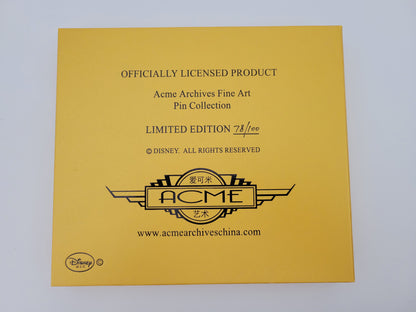 OFFICIALLY LICENSED PRODUCT
Acme Archives Fine Art
Pin Collection
LIMITED EDITION 78/100
© DISNEY. ALL RIGHTS RESERVED
爱可米
ACME
艺术
www.acmearchiveschina.com
Disney ©